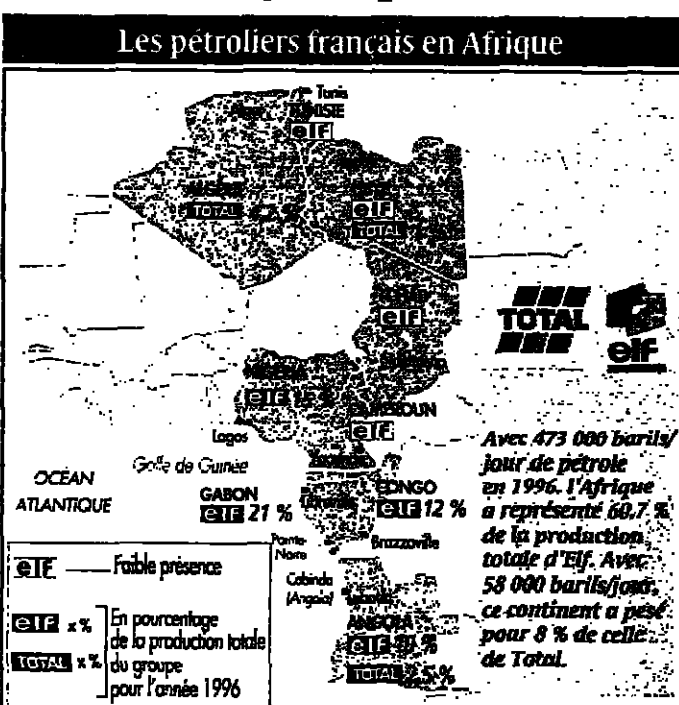 Les pétroliers français en Afrique
Tunis
TUNISIE
elf
TOTAL
elf
TOTAL
elf
TOTAL
elf
elf
elf
CAMEROUN
Lagos
Golfe de Guinée
OCÉAN
ATLANTIQUE
GABON
elf 21 %
CONGO
elf 12 %
Pointe-
Noire
Brazzaville
Cabinda
(Angola)
ANGOLA
elf
TOTAL
Avec 473 000 barils/
jour de pétrole
en 1996, l'Afrique
a représenté 60,7 %
de la production
totale d'Elf. Avec
58 000 barils/jour,
ce continent a pesé
pour 8 % de celle
de Total.
elf Faible présence
elf x %
TOTAL x %
En pourcentage
de la production totale
du groupe
pour l'année 1996